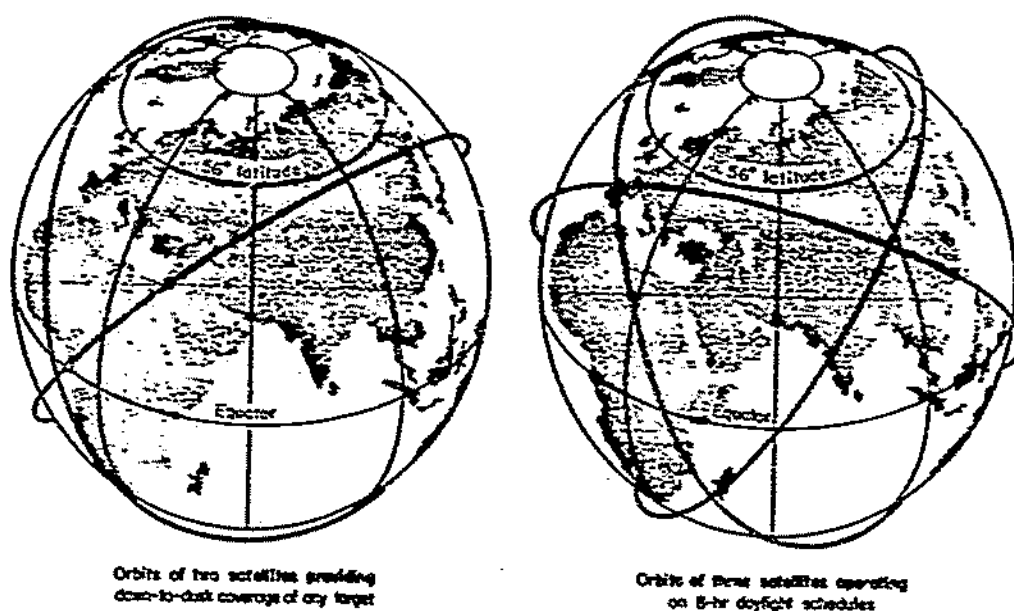 56° latitude
Equator
Orbits of two satellites providing
dawn-to-dusk coverage of any target
56° latitude
Equator
Orbits of three satellites operating
on 8-hr daylight schedules